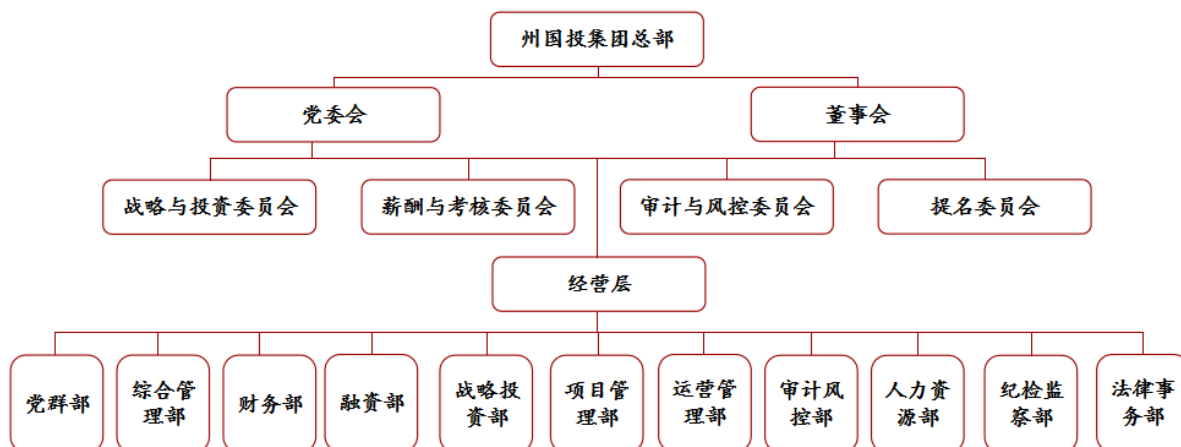 州国投集团总部
党委会
董事会
战略与投资委员会
薪酬与考核委员会
审计与风控委员会
提名委员会
经营层
党群部
综合管
理部
财务部
融资部
战略投
资部
项目管
理部
运营管
理部
审计风
控部
人力资
源部
纪检监
察部
法律事
务部